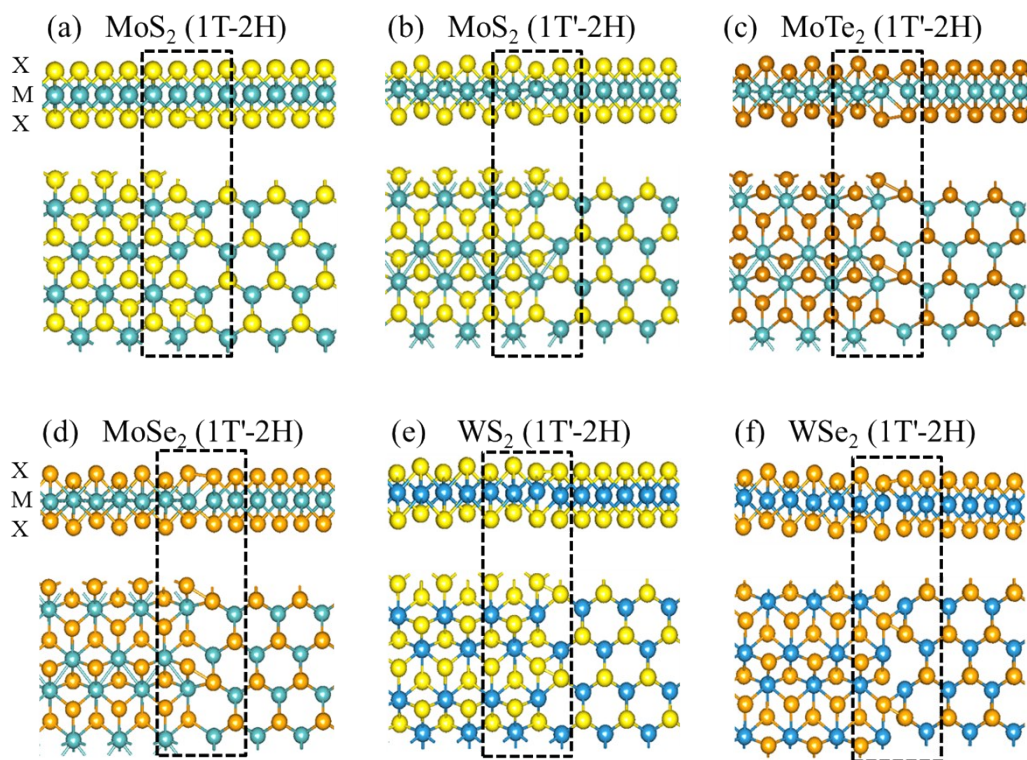 (a) MoS₂ (1T-2H) (b) MoS₂ (1T'-2H) (c) MoTe₂ (1T'-2H)
X
M
X
(d) MoSe₂ (1T'-2H) (e) WS₂ (1T'-2H) (f) WSe₂ (1T'-2H)
X
M
X